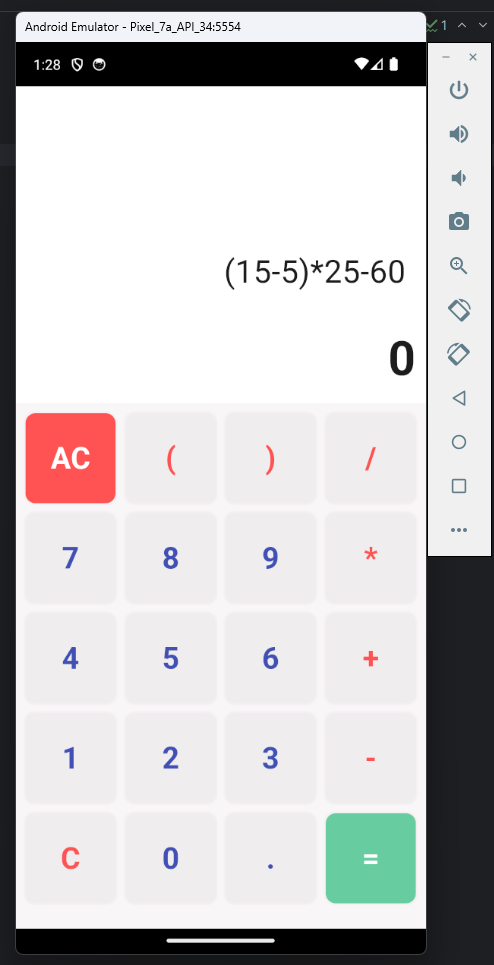 Android Emulator - Pixel_7a_API_34:5554
1
1:28
(15-5)*25-60
0
AC ( ) /
7 8 9 *
4 5 6 +
1 2 3 -
C 0 . =